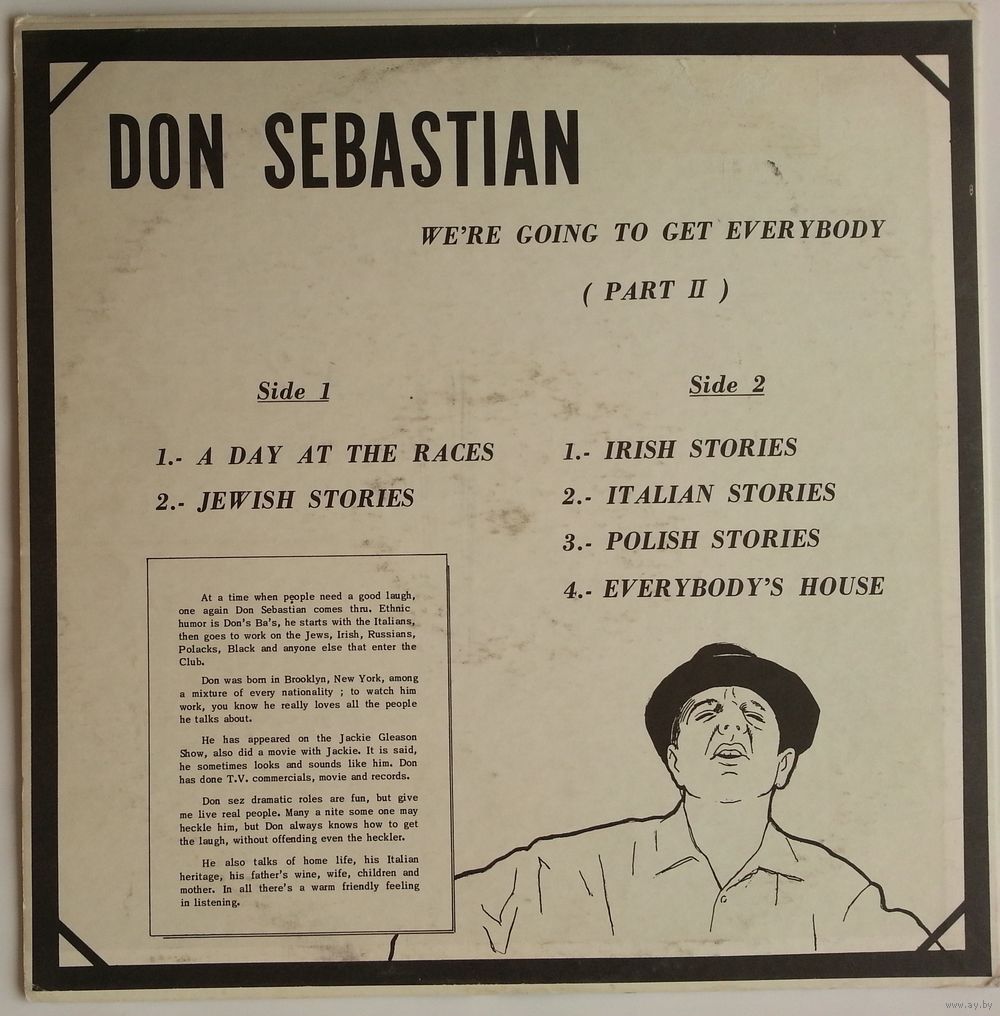 DON SEBASTIAN
WE'RE GOING TO GET EVERYBODY
( PART II )
Side 1
1.- A DAY AT THE RACES
2.- JEWISH STORIES
Side 2
1.- IRISH STORIES
2.- ITALIAN STORIES
3.- POLISH STORIES
4.- EVERYBODY'S HOUSE
At a time when people need a good laugh,
one again Don Sebastian comes thru. Ethnic
humor is Don's Ba's, he starts with the Italians,
then goes to work on the Jews, Irish, Russians,
Polacks, Black and anyone else that enter the
Club.
Don was born in Brooklyn, New York, among
a mixture of every nationality ; to watch him
work, you know he really loves all the people
he talks about.
He has appeared on the Jackie Gleason
Show, also did a movie with Jackie. It is said,
he sometimes looks and sounds like him. Don
has done T.V. commercials, movie and records.
Don sez dramatic roles are fun, but give
me live real people. Many a nite some one may
heckle him, but Don always knows how to get
the laugh, without offending even the heckler.
He also talks of home life, his Italian
heritage, his father's wine, wife, children and
mother. In all there's a warm friendly feeling
in listening.
8
www.ay.by